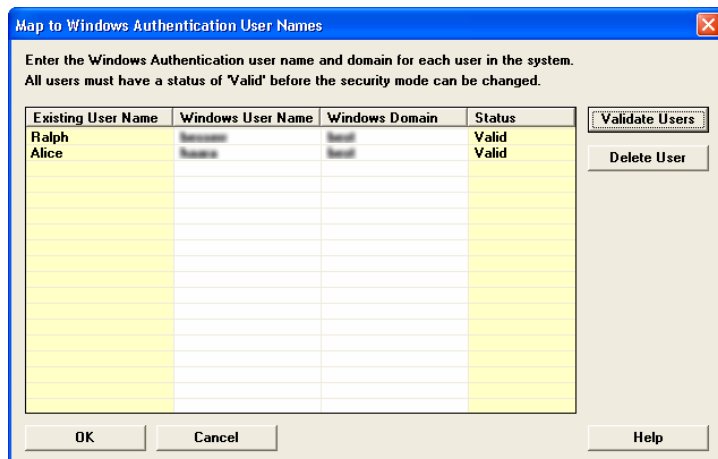 Map to Windows Authentication User Names
Enter the Windows Authentication user name and domain for each user in the system.
All users must have a status of 'Valid' before the security mode can be changed.
Existing User Name Windows User Name Windows Domain Status
Ralph Valid
Alice Valid
Validate Users
Delete User
OK Cancel Help